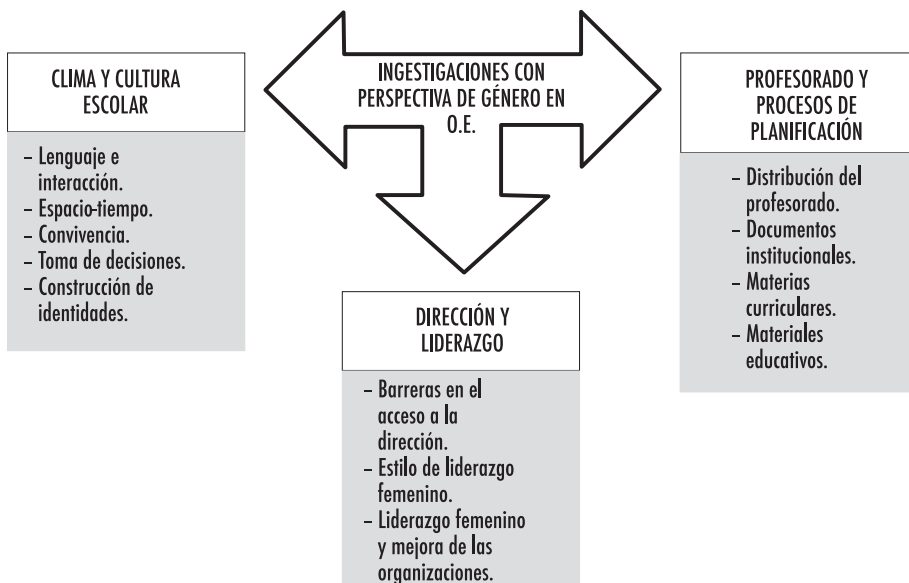 INGESTIGACIONES CON
PERSPECTIVA DE GÉNERO EN
O.E.
CLIMA Y CULTURA
ESCOLAR
– Lenguaje e
interacción.
– Espacio-tiempo.
– Convivencia.
– Toma de decisiones.
– Construcción de
identidades.
DIRECCIÓN Y
LIDERAZGO
– Barreras en el
acceso a la
dirección.
– Estilo de liderazgo
femenino.
– Liderazgo femenino
y mejora de las
organizaciones.
PROFESORADO Y
PROCESOS DE
PLANIFICACIÓN
– Distribución del
profesorado.
– Documentos
institucionales.
– Materias
curriculares.
– Materiales
educativos.